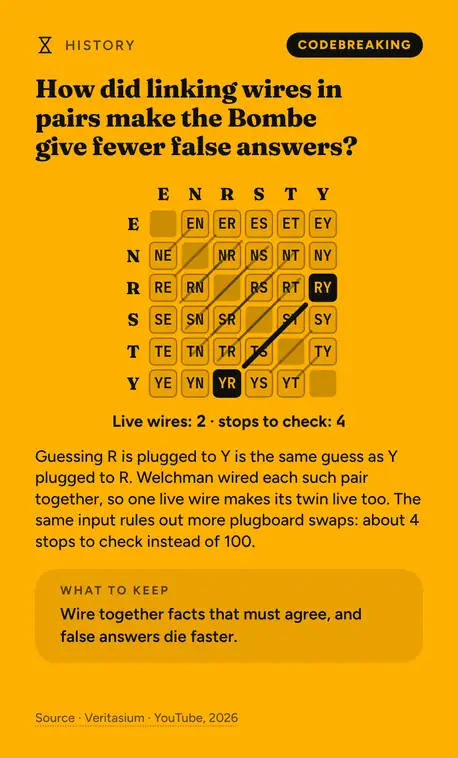 HISTORY
CODEBREAKING
How did linking wires in
pairs make the Bombe
give fewer false answers?
E N R S T Y
E EN ER ES ET EY
N NE NR NS NT NY
R RE RN RS RT RY
S SE SN SR ST SY
T TE TN TR TS TY
Y YE YN YR YS YT
Live wires: 2 · stops to check: 4
Guessing R is plugged to Y is the same guess as Y
plugged to R. Welchman wired each such pair
together, so one live wire makes its twin live too. The
same input rules out more plugboard swaps: about 4
stops to check instead of 100.
WHAT TO KEEP
Wire together facts that must agree, and
false answers die faster.
Source · Veritasium · YouTube, 2026